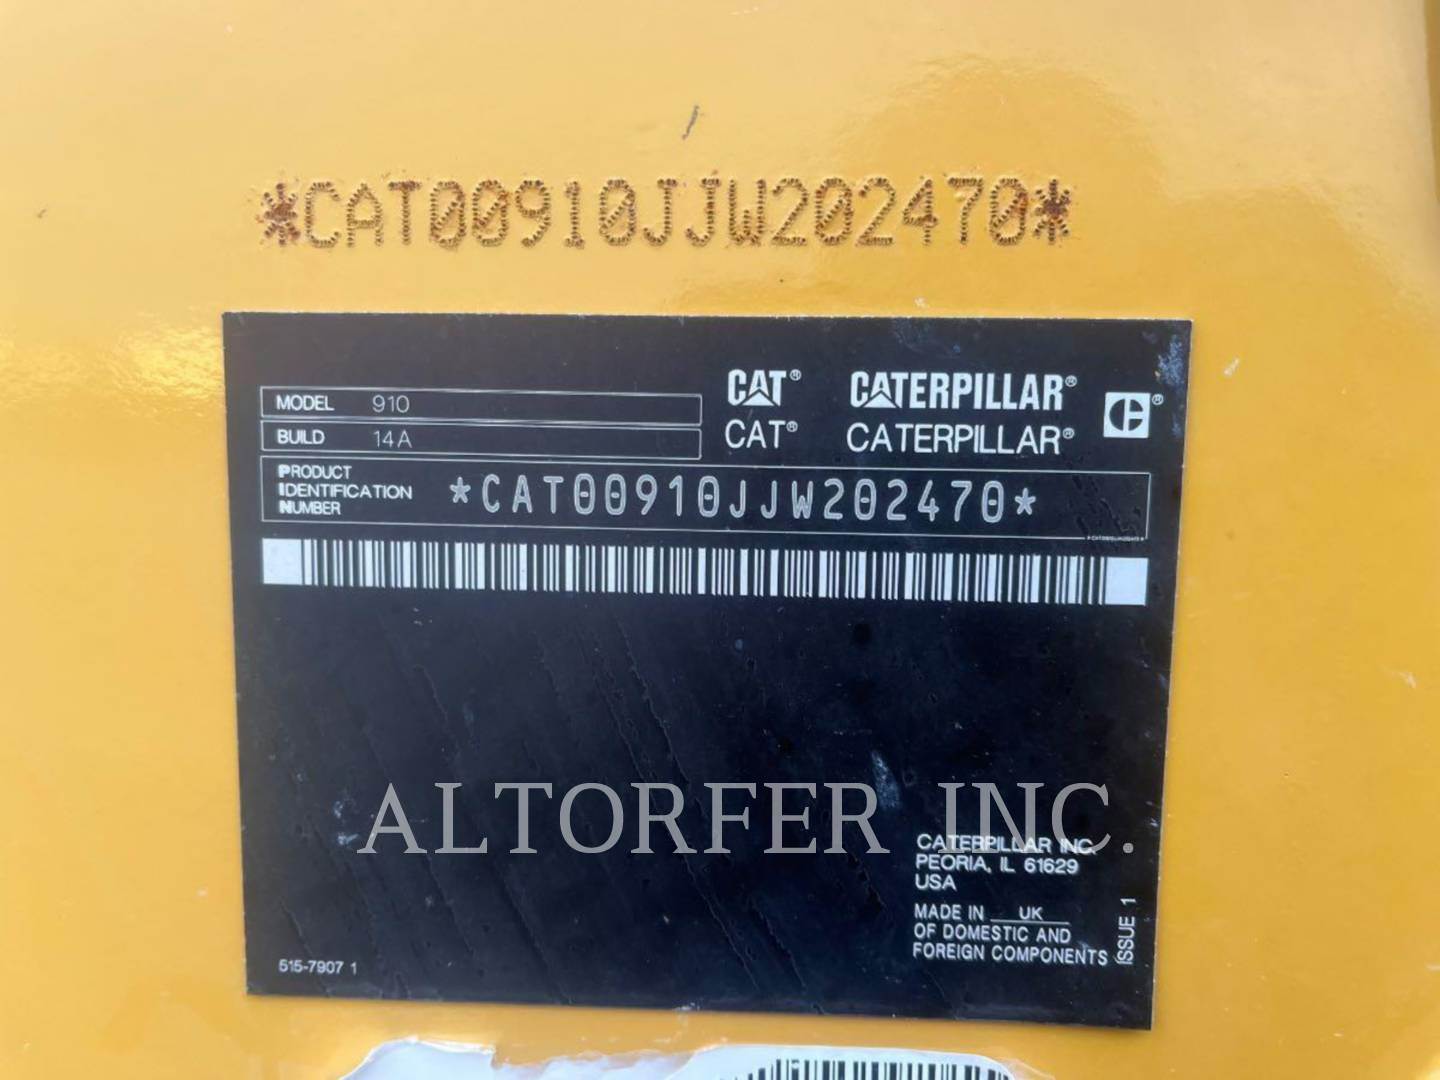 *CAT00910JJW202470*
CAT® CATERPILLAR®
MODEL 910
BUILD 14A
CAT® CATERPILLAR®
PRODUCT
IDENTIFICATION
NUMBER
*CAT00910JJW202470*
ALTORFER INC.
CATERPILLAR INC.
PEORIA, IL 61629
USA
MADE IN UK
OF DOMESTIC AND
FOREIGN COMPONENTS
ISSUE 1
515-7907 1